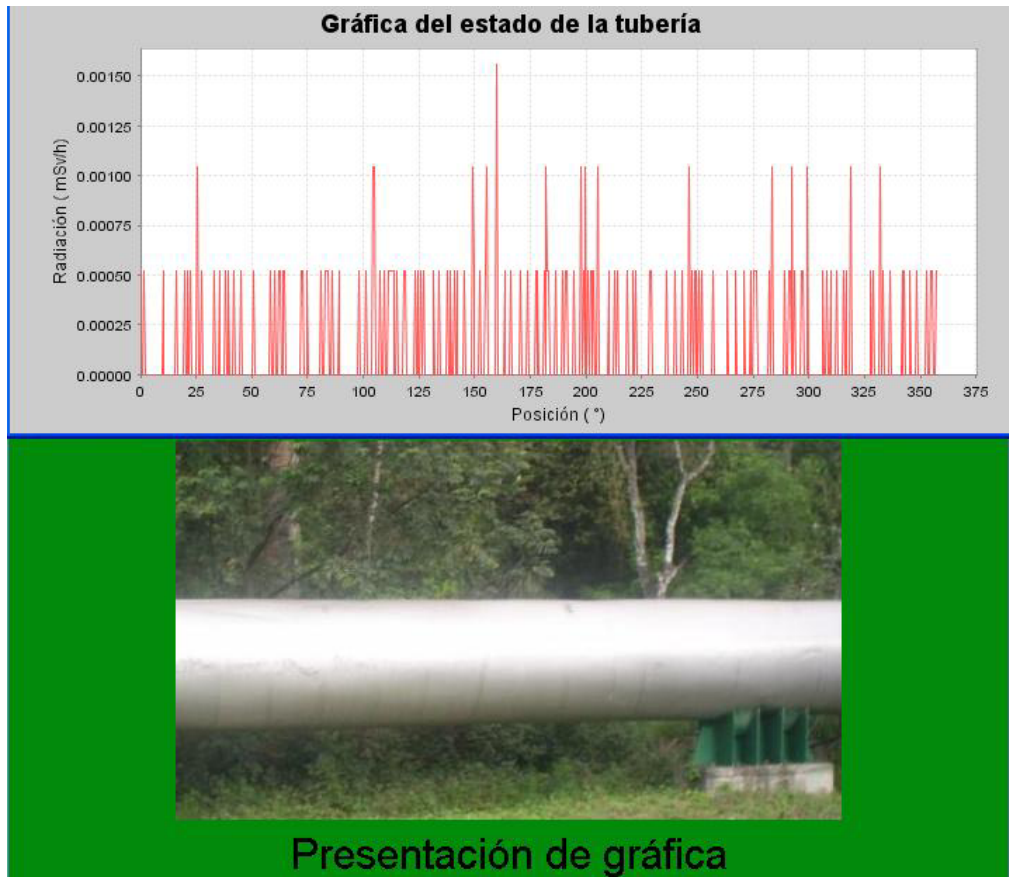 Gráfica del estado de la tubería
0.00150
0.00125
0.00100
0.00075
0.00050
0.00025
0.00000
Radiación ( mSv/h)
0 25 50 75 100 125 150 175 200 225 250 275 300 325 350 375
Posición ( °)
Presentación de gráfica